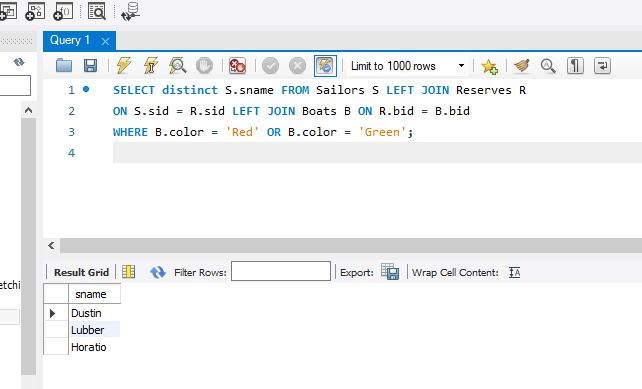 Query 1
Limit to 1000 rows
1 SELECT distinct S.sname FROM Sailors S LEFT JOIN Reserves R
2 ON S.sid = R.sid LEFT JOIN Boats B ON R.bid = B.bid
3 WHERE B.color = 'Red' OR B.color = 'Green';
4
Result Grid Filter Rows: Export: Wrap Cell Content:
etchi
sname
Dustin
Lubber
Horatio